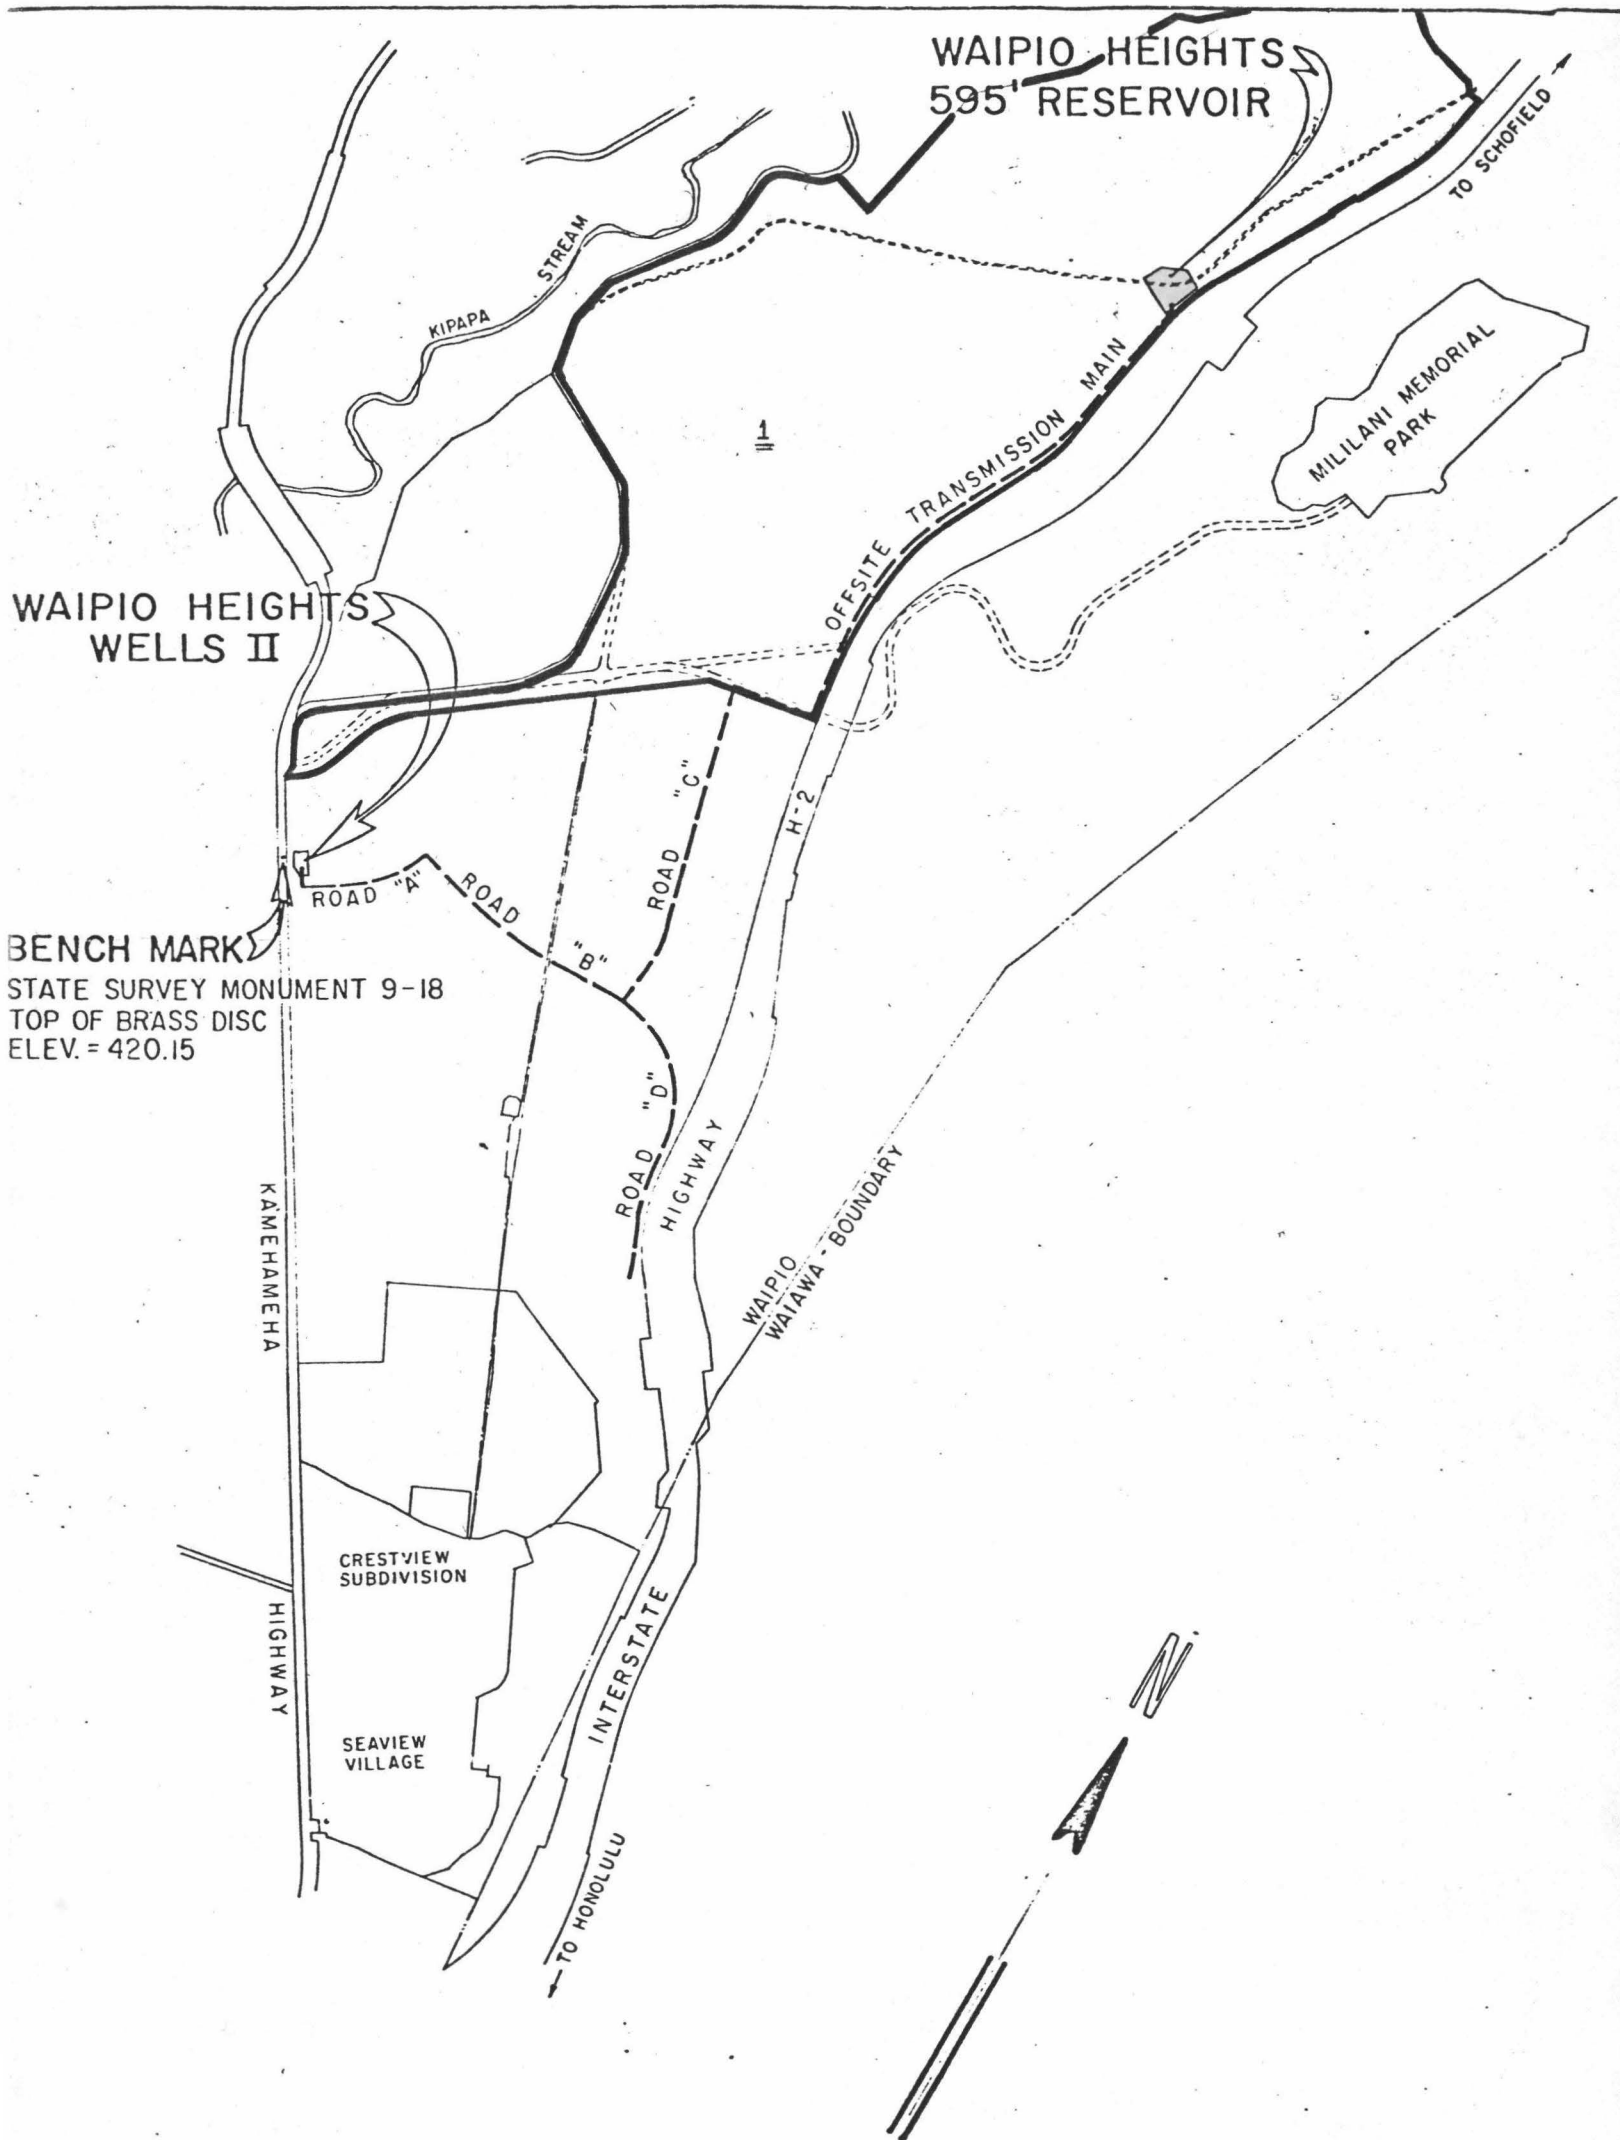 WAIPIO HEIGHTS
595' RESERVOIR
TO SCHOFIELD
KIPAPA STREAM
MILILANI MEMORIAL
PARK
1
OFFSITE TRANSMISSION MAIN
WAIPIO HEIGHTS
WELLS II
ROAD "C"
H-2
ROAD "A"
ROAD "B"
BENCH MARK
STATE SURVEY MONUMENT 9-18
TOP OF BRASS DISC
ELEV. = 420.15
ROAD "D"
HIGHWAY
WAIPIO
WAIAWA - BOUNDARY
KAMEHAMEHA
HIGHWAY
CRESTVIEW
SUBDIVISION
INTERSTATE
SEAVIEW
VILLAGE
TO HONOLULU
N